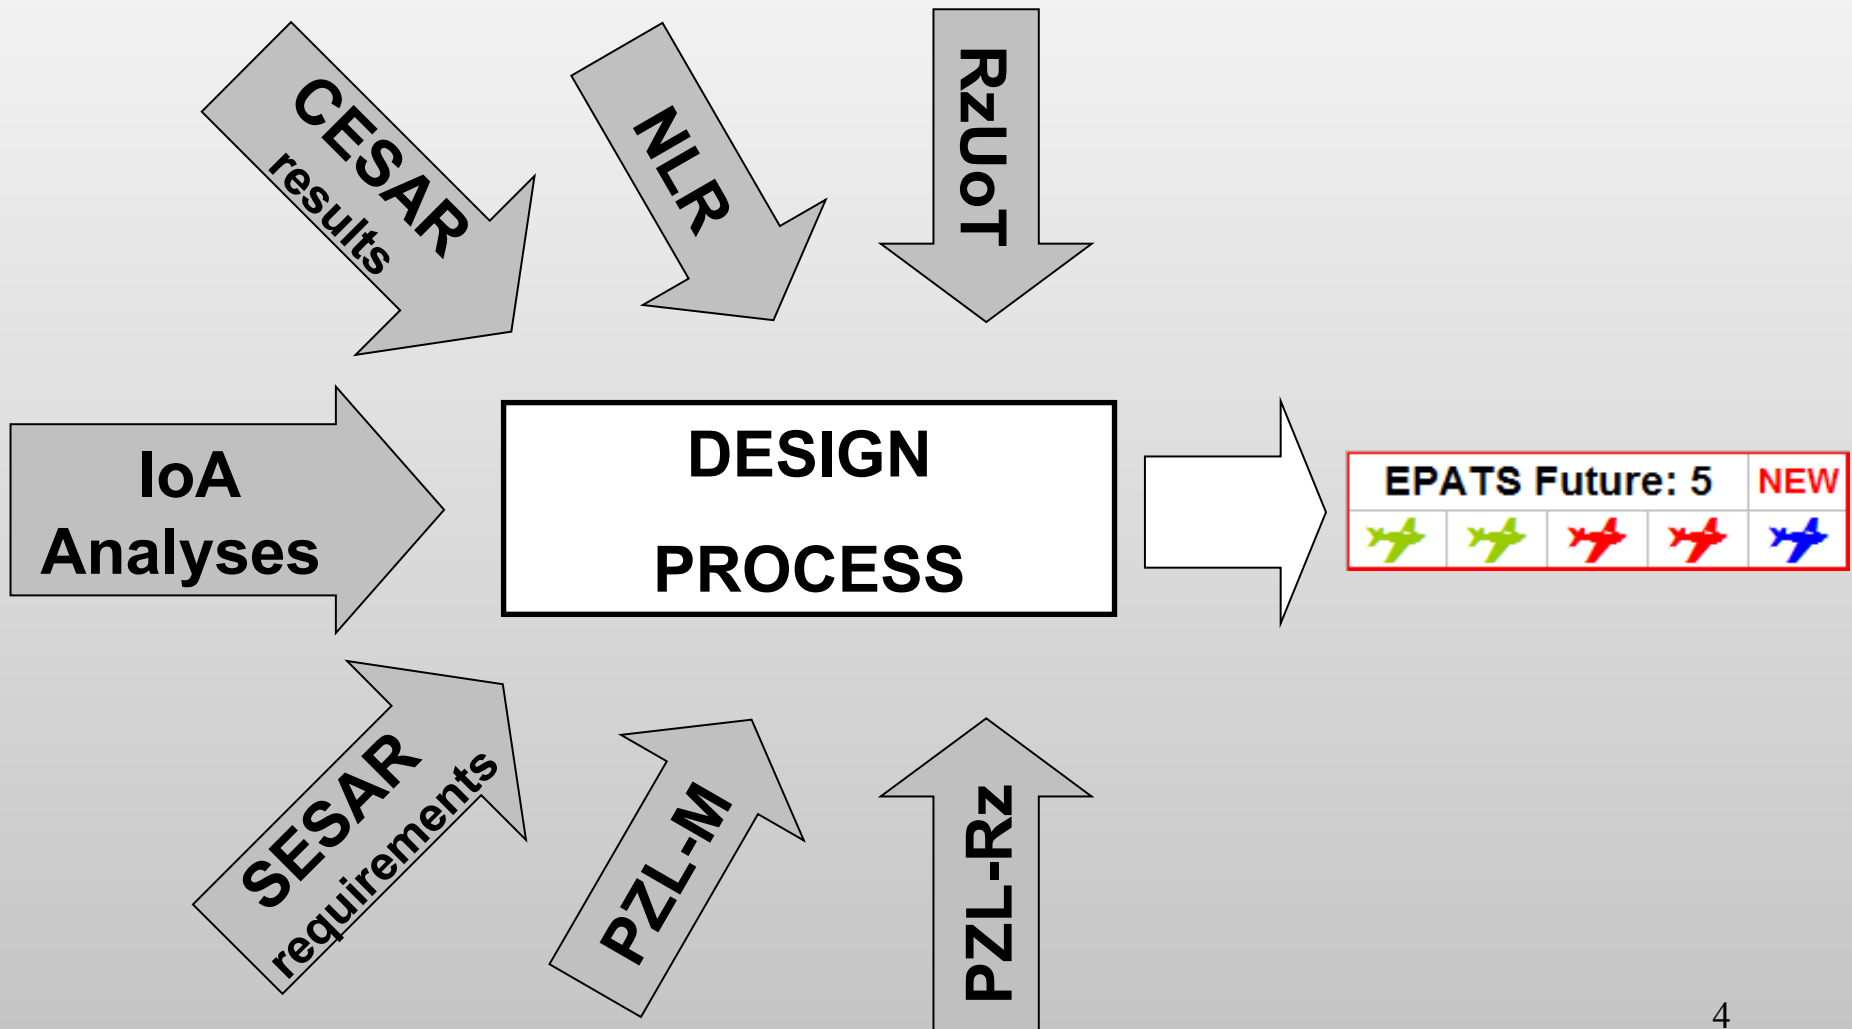 CESAR
results
NLR
RzUoT
IoA
Analyses
DESIGN
PROCESS
EPATS Future: 5 NEW
SESAR
requirements
PZL-M
PZL-Rz
4